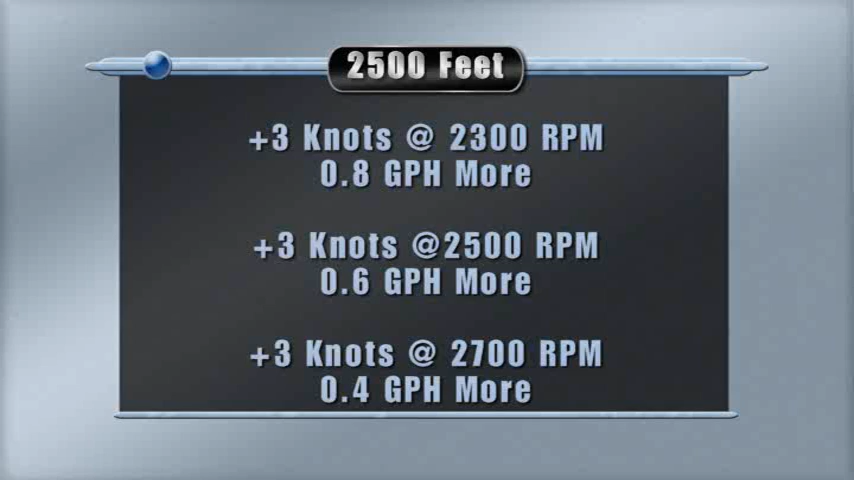 2500 Feet
+3 Knots @ 2300 RPM
0.8 GPH More
+3 Knots @2500 RPM
0.6 GPH More
+3 Knots @ 2700 RPM
0.4 GPH More